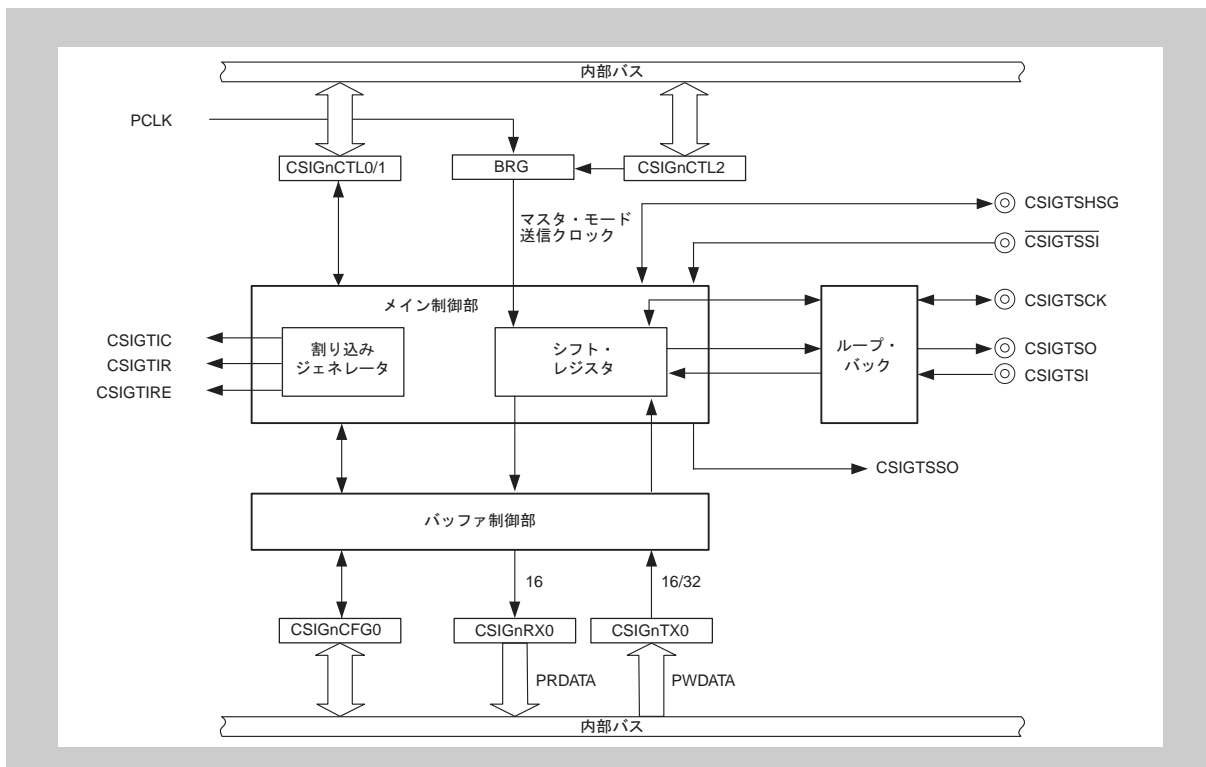 内部バス
PCLK
CSIGnCTL0/1
BRG
CSIGnCTL2
マスタ・モード
送信クロック
CSIGTSHSG
CSIGTSSI
メイン制御部
CSIGTSCK
CSIGTIC
CSIGTIR
CSIGTIRE
割り込み
ジェネレータ
シフト・
レジスタ
ループ・
バック
CSIGTSO
CSIGTSI
CSIGTSSO
バッファ制御部
16
16/32
CSIGnCFG0
CSIGnRX0
CSIGnTX0
PRDATA
PWDATA
内部バス